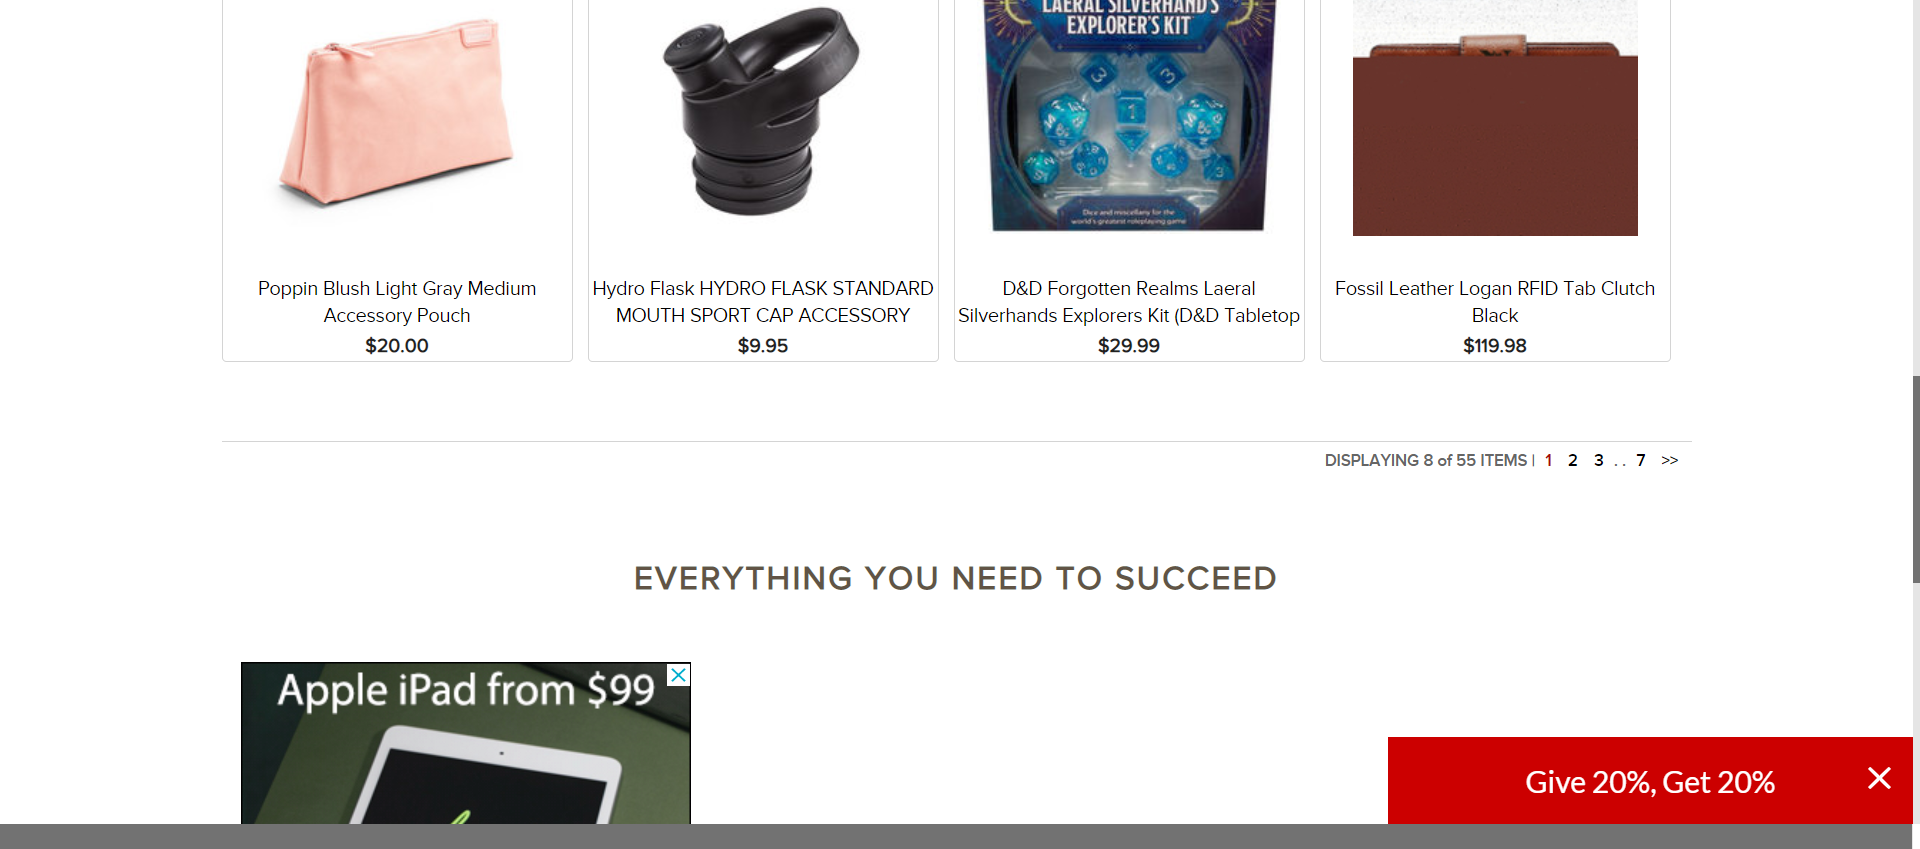 LAERAL SILVERHAND'S
EXPLORER'S KIT
Dice and miscellany for the
world's greatest roleplaying game
Poppin Blush Light Gray Medium
Accessory Pouch
$20.00
Hydro Flask HYDRO FLASK STANDARD
MOUTH SPORT CAP ACCESSORY
$9.95
D&D Forgotten Realms Laeral
Silverhands Explorers Kit (D&D Tabletop
$29.99
Fossil Leather Logan RFID Tab Clutch
Black
$119.98
DISPLAYING 8 of 55 ITEMS | 1 2 3 . . 7 >>
EVERYTHING YOU NEED TO SUCCEED
Apple iPad from $99
Give 20%, Get 20%